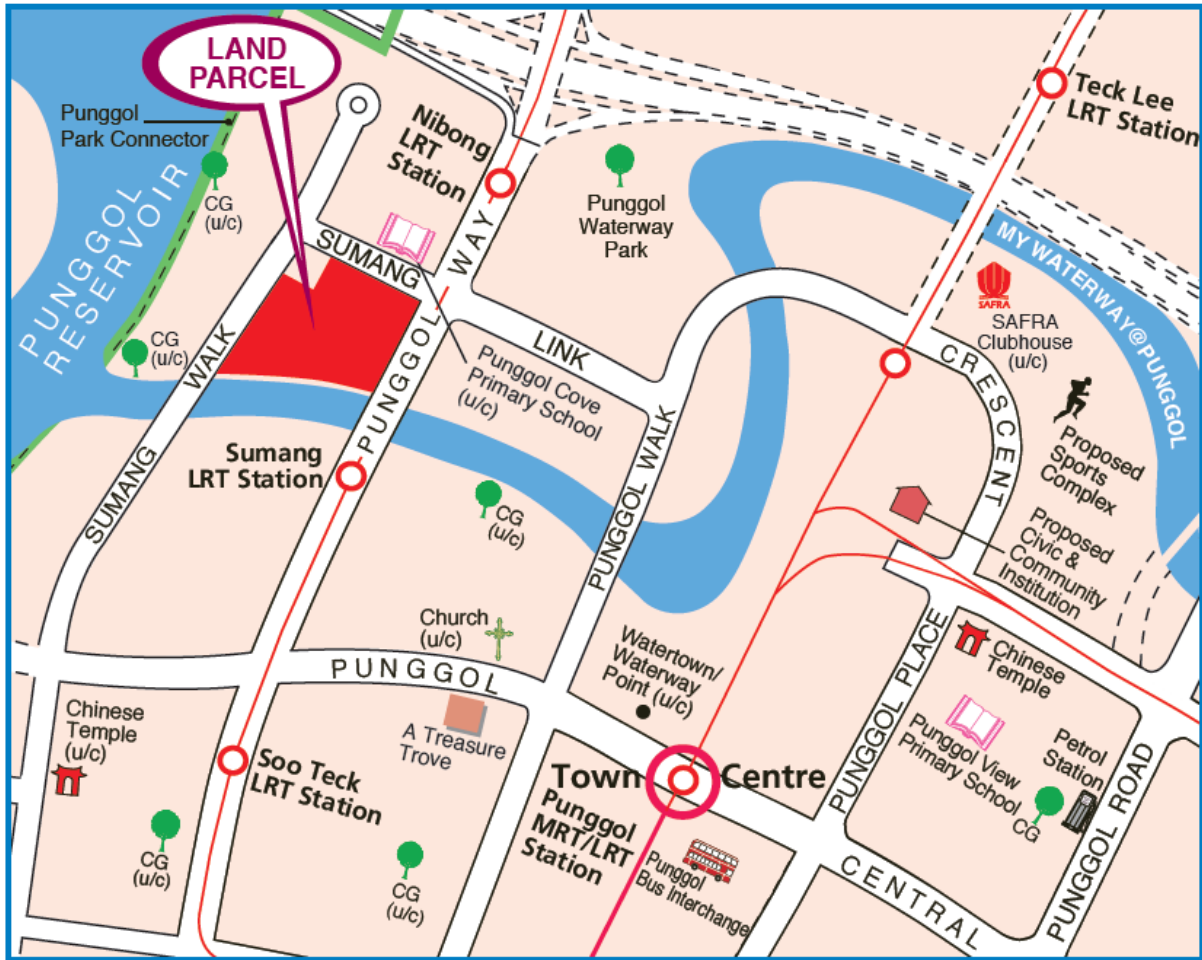 LAND
PARCEL
Punggol
Park Connector
CG
(u/c)
Nibong
LRT
Station
Teck Lee
LRT Station
Punggol
Waterway
Park
PUNGGOL
RESERVOIR
SUMANG
LINK
PUNGGOL WAY
MY WATERWAY@PUNGGOL
SAFRA
SAFRA
Clubhouse
(u/c)
CG
(u/c)
SUMANG WALK
Punggol Cove
Primary School
(u/c)
CRESCENT
Proposed
Sports
Complex
Sumang
LRT Station
PUNGGOL WALK
CG
(u/c)
Proposed
Civic &
Community
Institution
Church
(u/c)
PUNGGOL
Watertown/
Waterway
Point (u/c)
PUNGGOL PLACE
Chinese
Temple
Chinese
Temple
(u/c)
A Treasure
Trove
Punggol View
Primary School
Petrol
Station
CG
PUNGGOL ROAD
Soo Teck
LRT Station
Town Centre
Punggol
MRT/LRT
Station
Punggol
Bus Interchange
CENTRAL
CG
(u/c)
CG
(u/c)